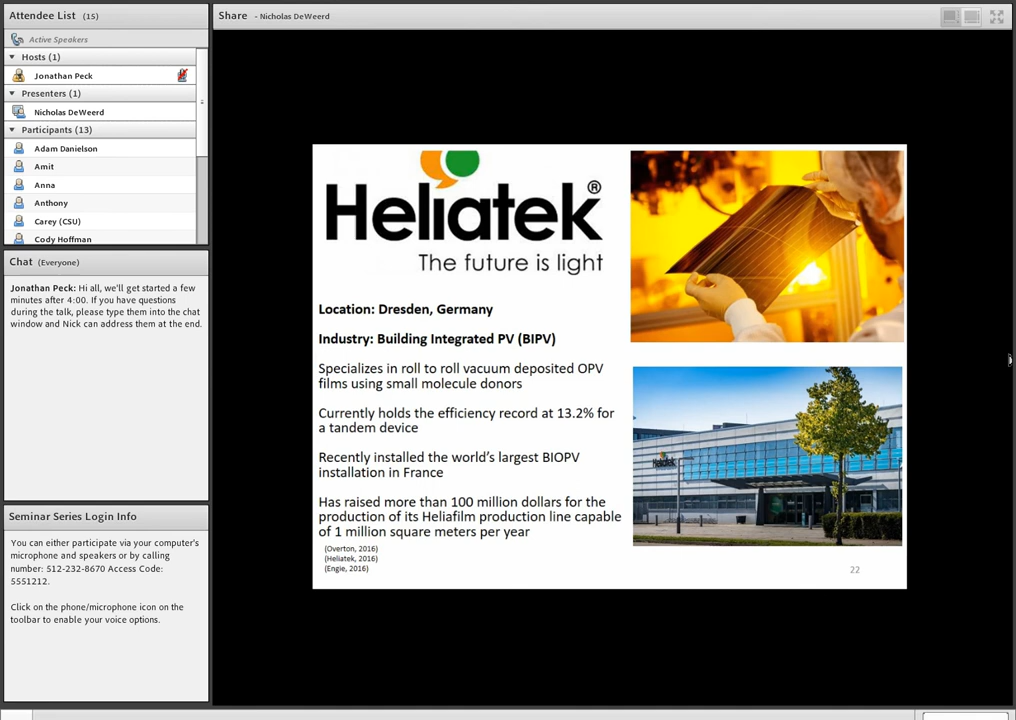 Attendee List (15)
Active Speakers
Hosts (1)
Jonathan Peck
Presenters (1)
Nicholas DeWeerd
Participants (13)
Adam Danielson
Amit
Anna
Anthony
Carey (CSU)
Cody Hoffman
Chat (Everyone)
Jonathan Peck: Hi all, we'll get started a few
minutes after 4:00. If you have questions
during the talk, please type them into the chat
window and Nick can address them at the end.
Seminar Series Login Info
You can either participate via your computer's
microphone and speakers or by calling
number: 512-232-8670 Access Code:
5551212.
Click on the phone/microphone icon on the
toolbar to enable your voice options.
Share - Nicholas DeWeerd
Heliatek®
The future is light
Location: Dresden, Germany
Industry: Building Integrated PV (BIPV)
Specializes in roll to roll vacuum deposited OPV
films using small molecule donors
Currently holds the efficiency record at 13.2% for
a tandem device
Recently installed the world's largest BIOPV
installation in France
Has raised more than 100 million dollars for the
production of its Heliafilm production line capable
of 1 million square meters per year
(Overton, 2016)
(Heliatek, 2016)
(Engie, 2016)
Heliatek
22